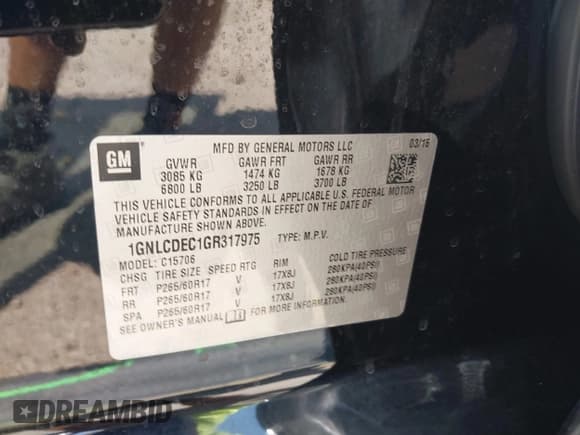 GM
MFD BY GENERAL MOTORS LLC 03/16
GVWR GAWR FRT GAWR RR
3085 KG 1474 KG 1678 KG
6800 LB 3250 LB 3700 LB
THIS VEHICLE CONFORMS TO ALL APPLICABLE U.S. FEDERAL MOTOR
VEHICLE SAFETY STANDARDS IN EFFECT ON THE DATE OF
MANUFACTURE SHOWN ABOVE.
1GNLCDEC1GR317975 TYPE: M.P.V.
MODEL: C15706
CHSG TIRE SIZE SPEED RTG RIM COLD TIRE PRESSURE
FRT P265/60R17 V 17X8J 280KPA(40PSI)
RR P265/60R17 V 17X8J 280KPA(40PSI)
SPA P265/60R17 V 17X8J 280KPA(40PSI)
SEE OWNER'S MANUAL FOR MORE INFORMATION.
DREAMBID